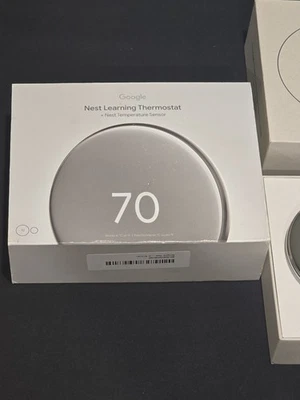 Google
Nest Learning Thermostat
+ Nest Temperature Sensor
70